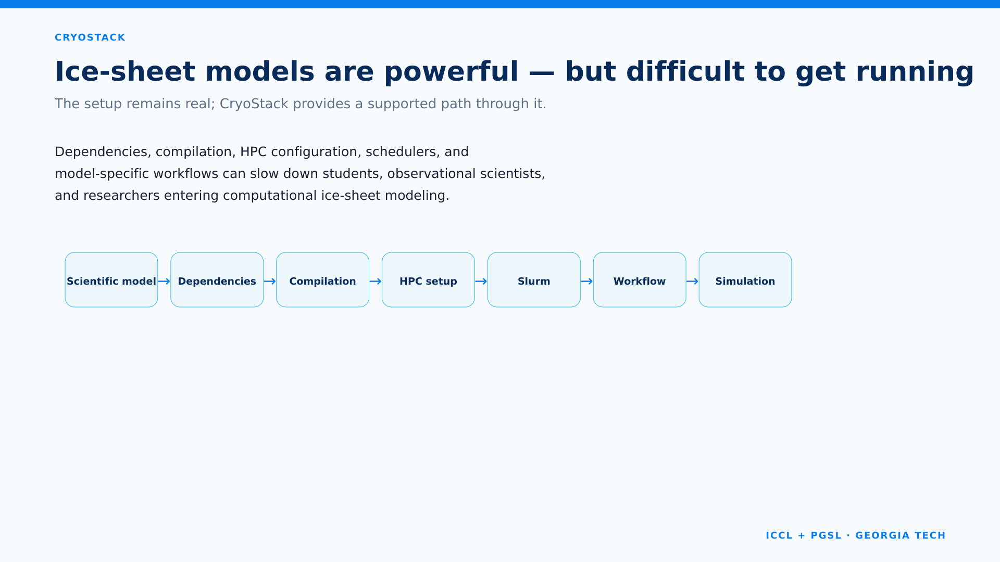 CRYOSTACK
Ice-sheet models are powerful — but difficult to get running
The setup remains real; CryoStack provides a supported path through it.
Dependencies, compilation, HPC configuration, schedulers, and
model-specific workflows can slow down students, observational scientists,
and researchers entering computational ice-sheet modeling.
Scientific model → Dependencies → Compilation → HPC setup → Slurm → Workflow → Simulation
ICCL + PGSL · GEORGIA TECH